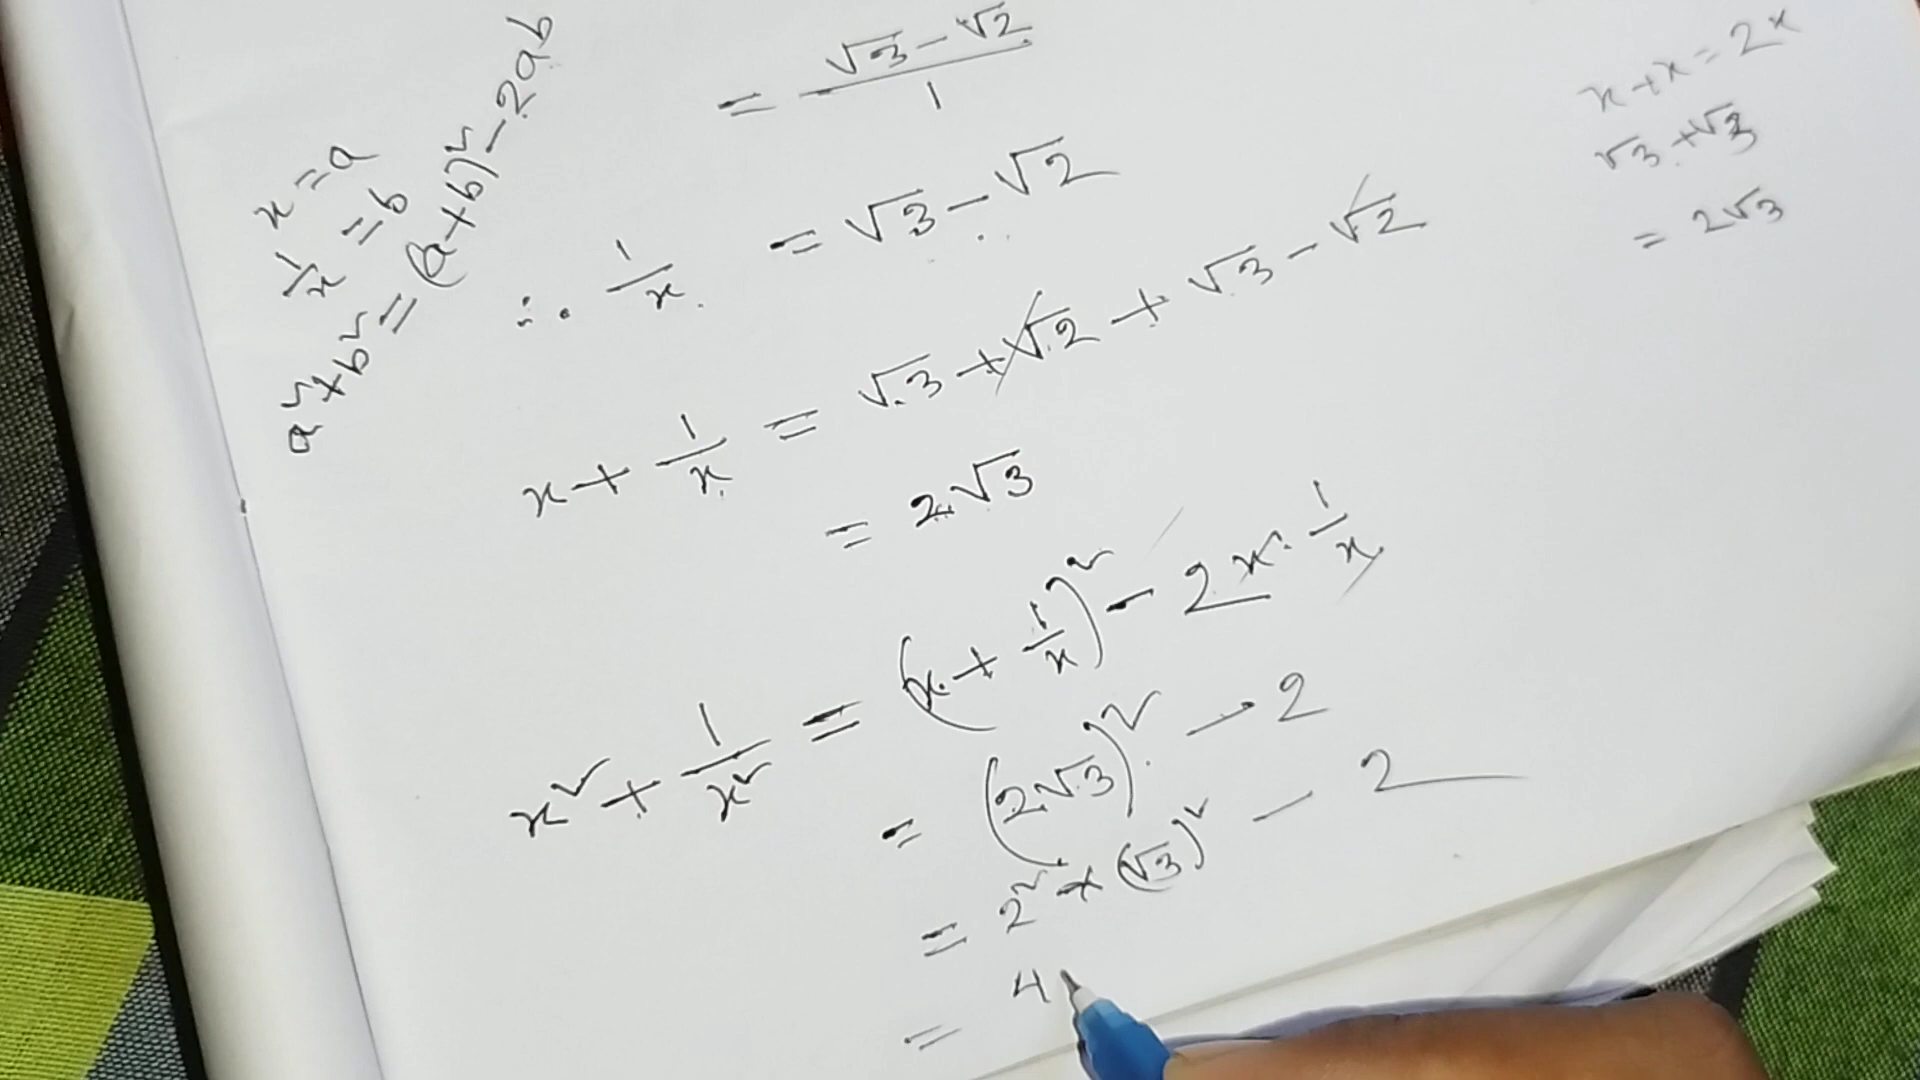 = (√3 - √2) / 1
∴ 1/x = √3 - √2
x + 1/x = √3 + √2 + √3 - √2
= 2√3
x² + 1/x² = (x + 1/x)² - 2x·1/x
= (2√3)² - 2
= 2² × (√3)² - 2
= 4
x = a
1/x = b
a² + b² = (a+b)² - 2ab
x + x = 2x
√3 + √3
= 2√3